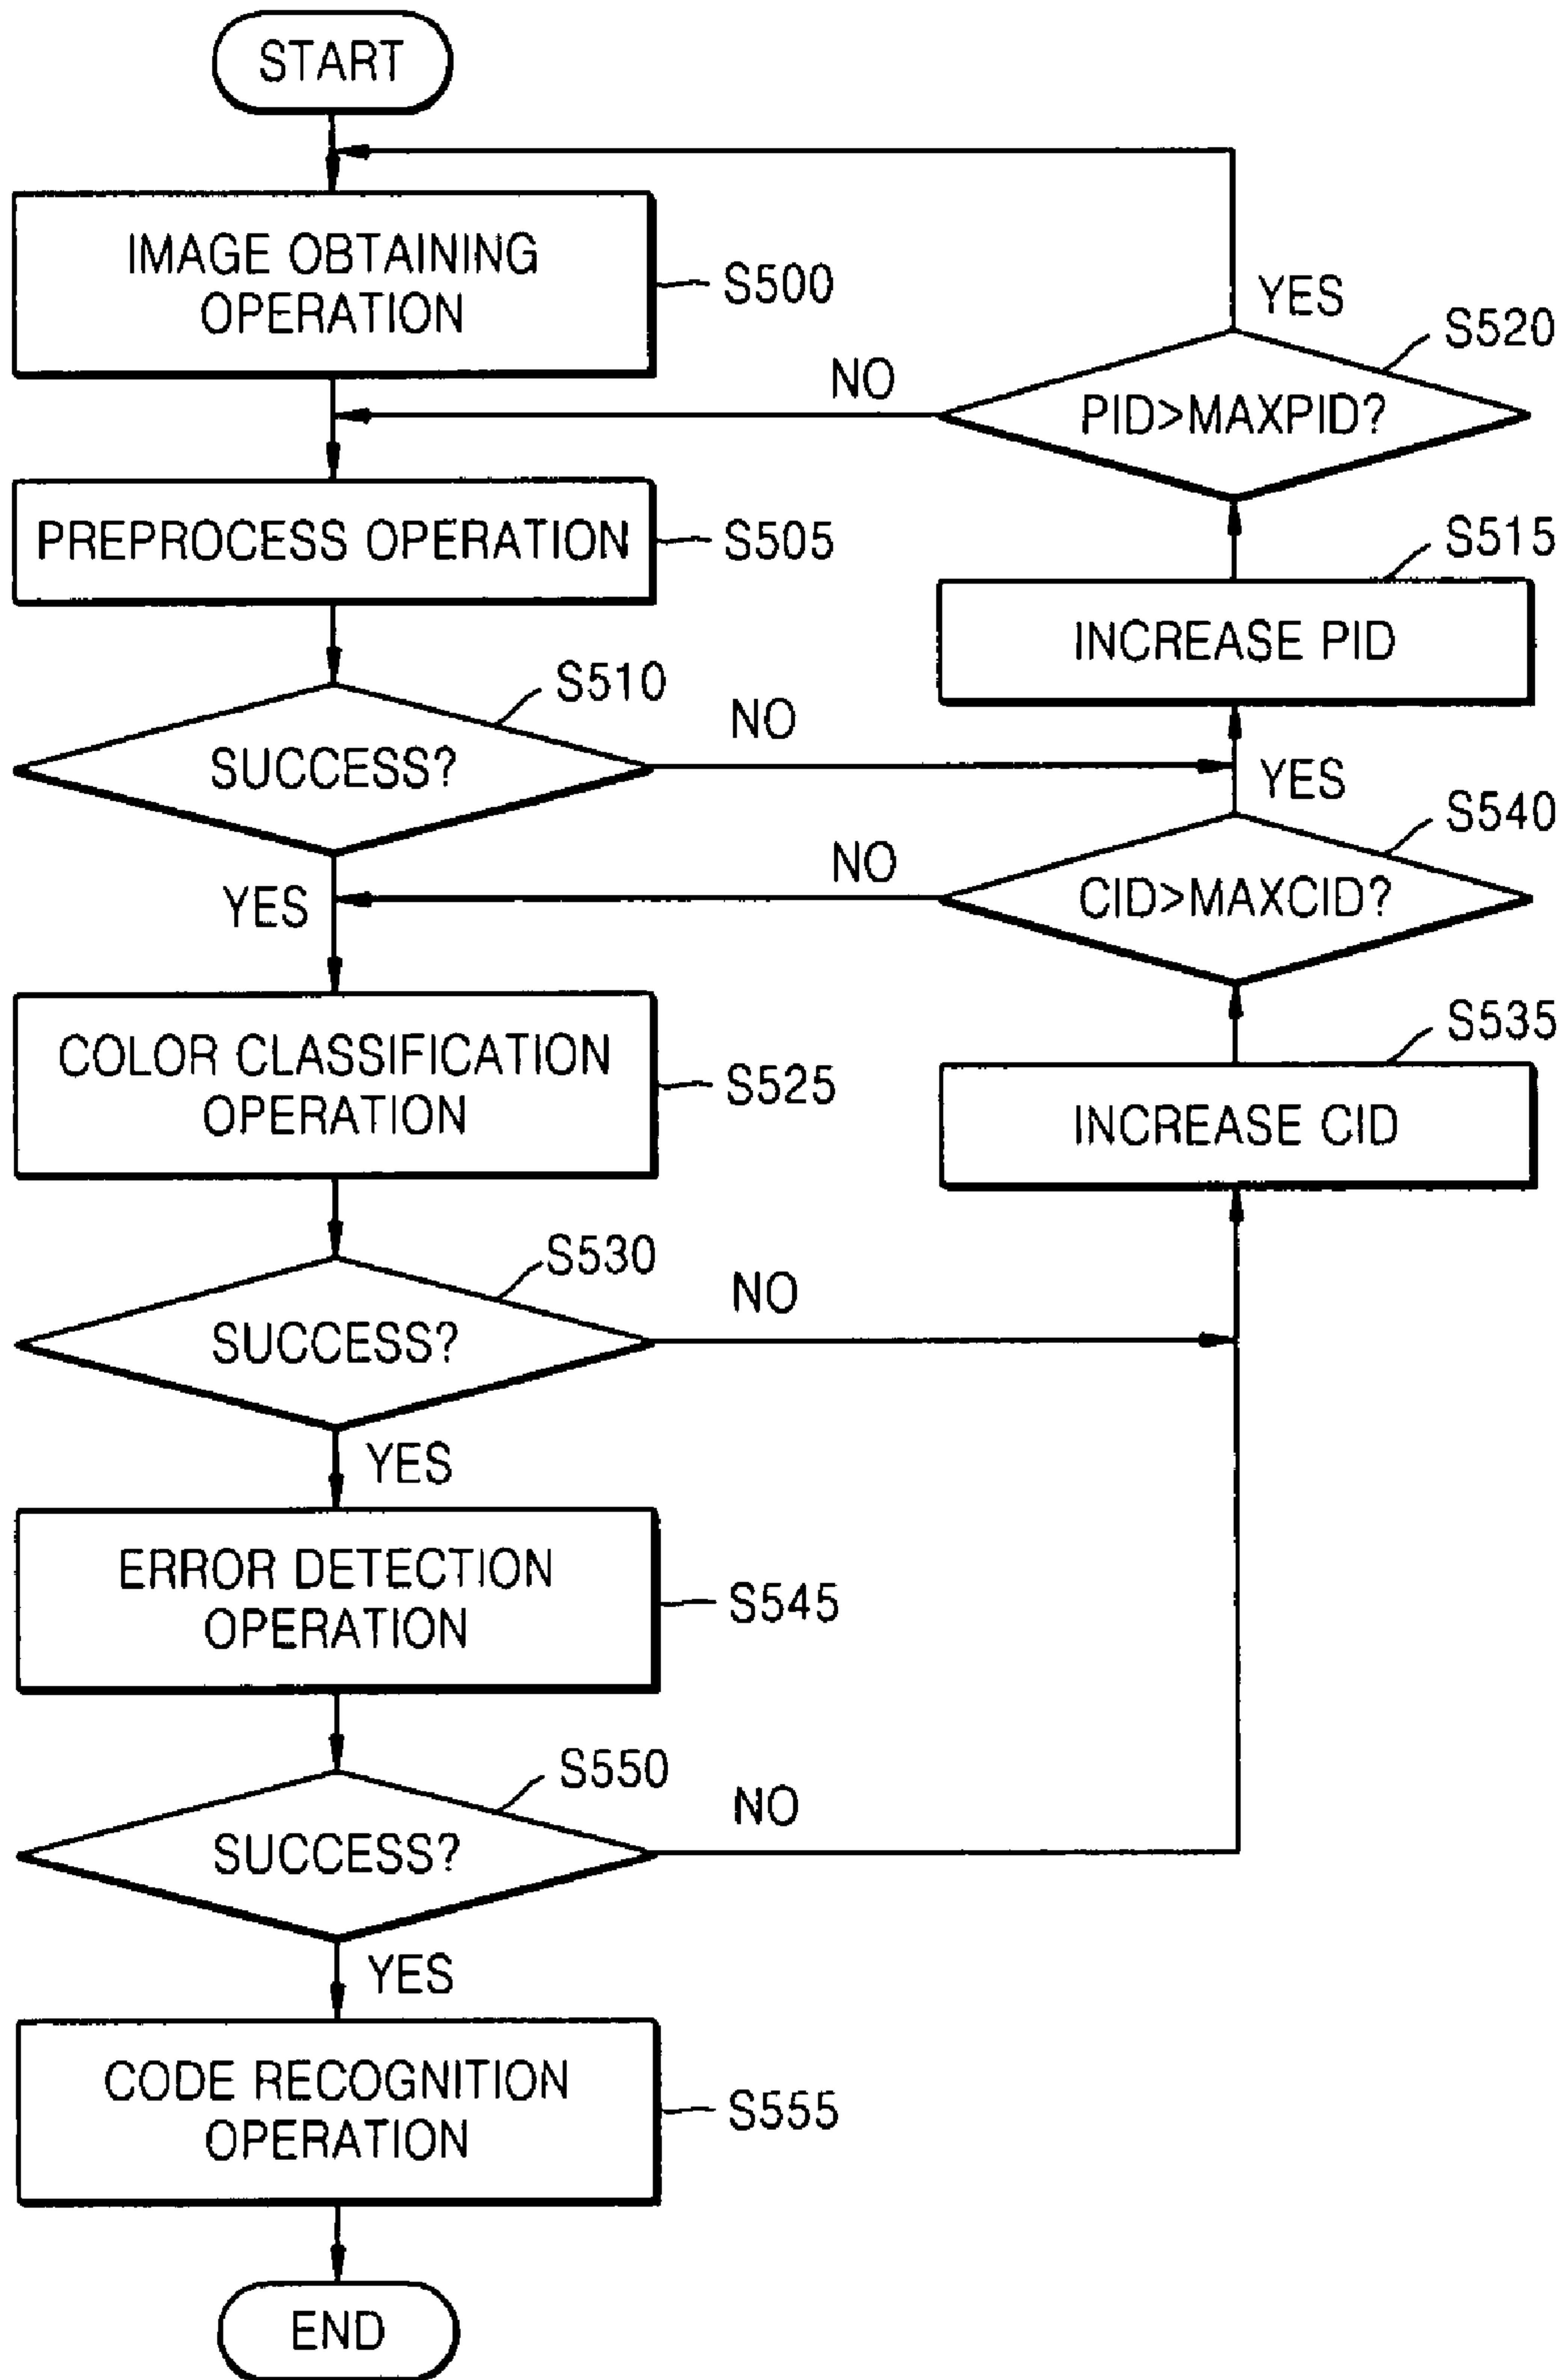 START
IMAGE OBTAINING
OPERATION
S500
YES
S520
NO
PID>MAXPID?
PREPROCESS OPERATION
S505
S515
INCREASE PID
S510
NO
SUCCESS?
YES
S540
NO
YES
CID>MAXCID?
COLOR CLASSIFICATION
OPERATION
S525
S535
INCREASE CID
S530
NO
SUCCESS?
YES
ERROR DETECTION
OPERATION
S545
S550
NO
SUCCESS?
YES
CODE RECOGNITION
OPERATION
S555
END